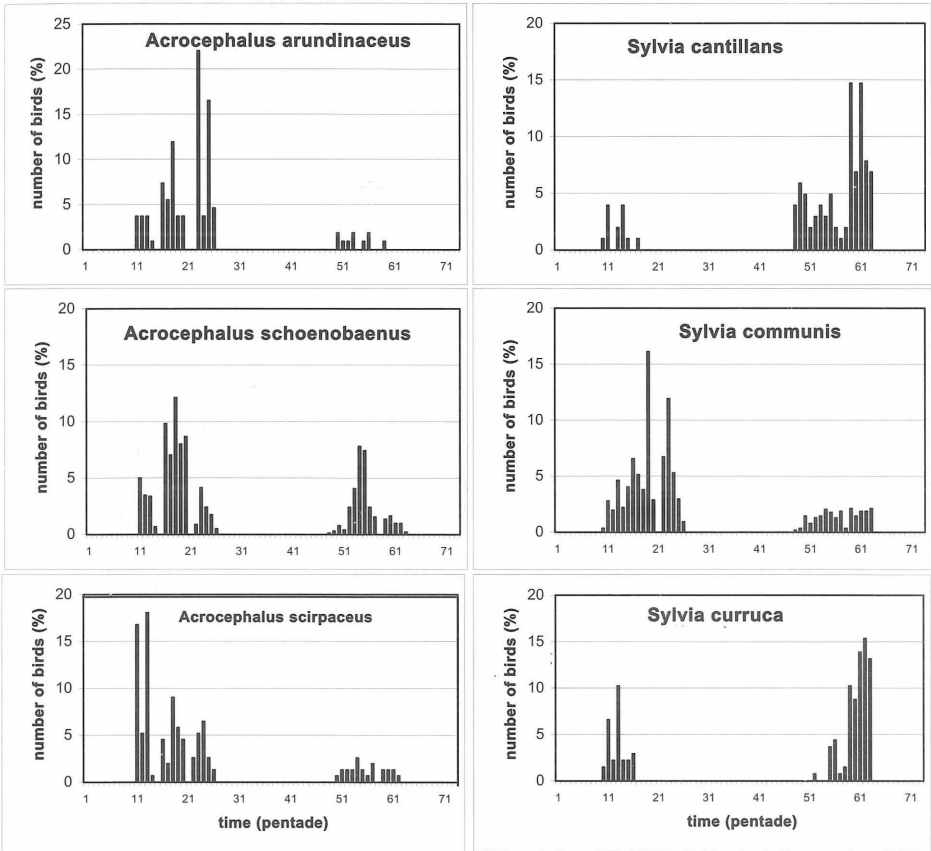 Acrocephalus arundinaceus
number of birds (%)
25
20
15
10
5
0
1 11 21 31 41 51 61 71
Sylvia cantillans
number of birds (%)
20
15
10
5
0
1 11 21 31 41 51 61 71
Acrocephalus schoenobaenus
number of birds (%)
20
15
10
5
0
1 11 21 31 41 51 61 71
Sylvia communis
number of birds (%)
20
15
10
5
0
1 11 21 31 41 51 61 71
Acrocephalus scirpaceus
number of birds (%)
20
15
10
5
0
1 11 21 31 41 51 61 71
time (pentade)
Sylvia curruca
number of birds (%)
20
15
10
5
0
1 11 21 31 41 51 61 71
time (pentade)